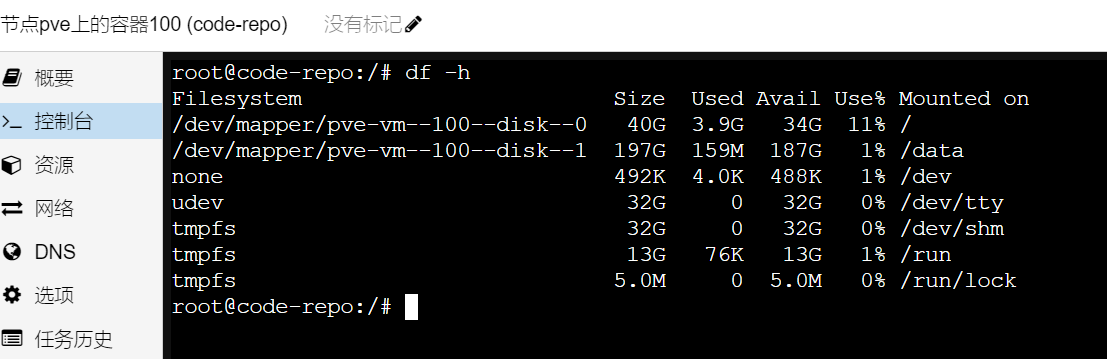 节点pve上的容器100 (code-repo) 没有标记
概要
控制台
资源
网络
DNS
选项
任务历史
root@code-repo:/# df -h
Filesystem Size Used Avail Use% Mounted on
/dev/mapper/pve-vm--100--disk--0 40G 3.9G 34G 11% /
/dev/mapper/pve-vm--100--disk--1 197G 159M 187G 1% /data
none 492K 4.0K 488K 1% /dev
udev 32G 0 32G 0% /dev/tty
tmpfs 32G 0 32G 0% /dev/shm
tmpfs 13G 76K 13G 1% /run
tmpfs 5.0M 0 5.0M 0% /run/lock
root@code-repo:/#